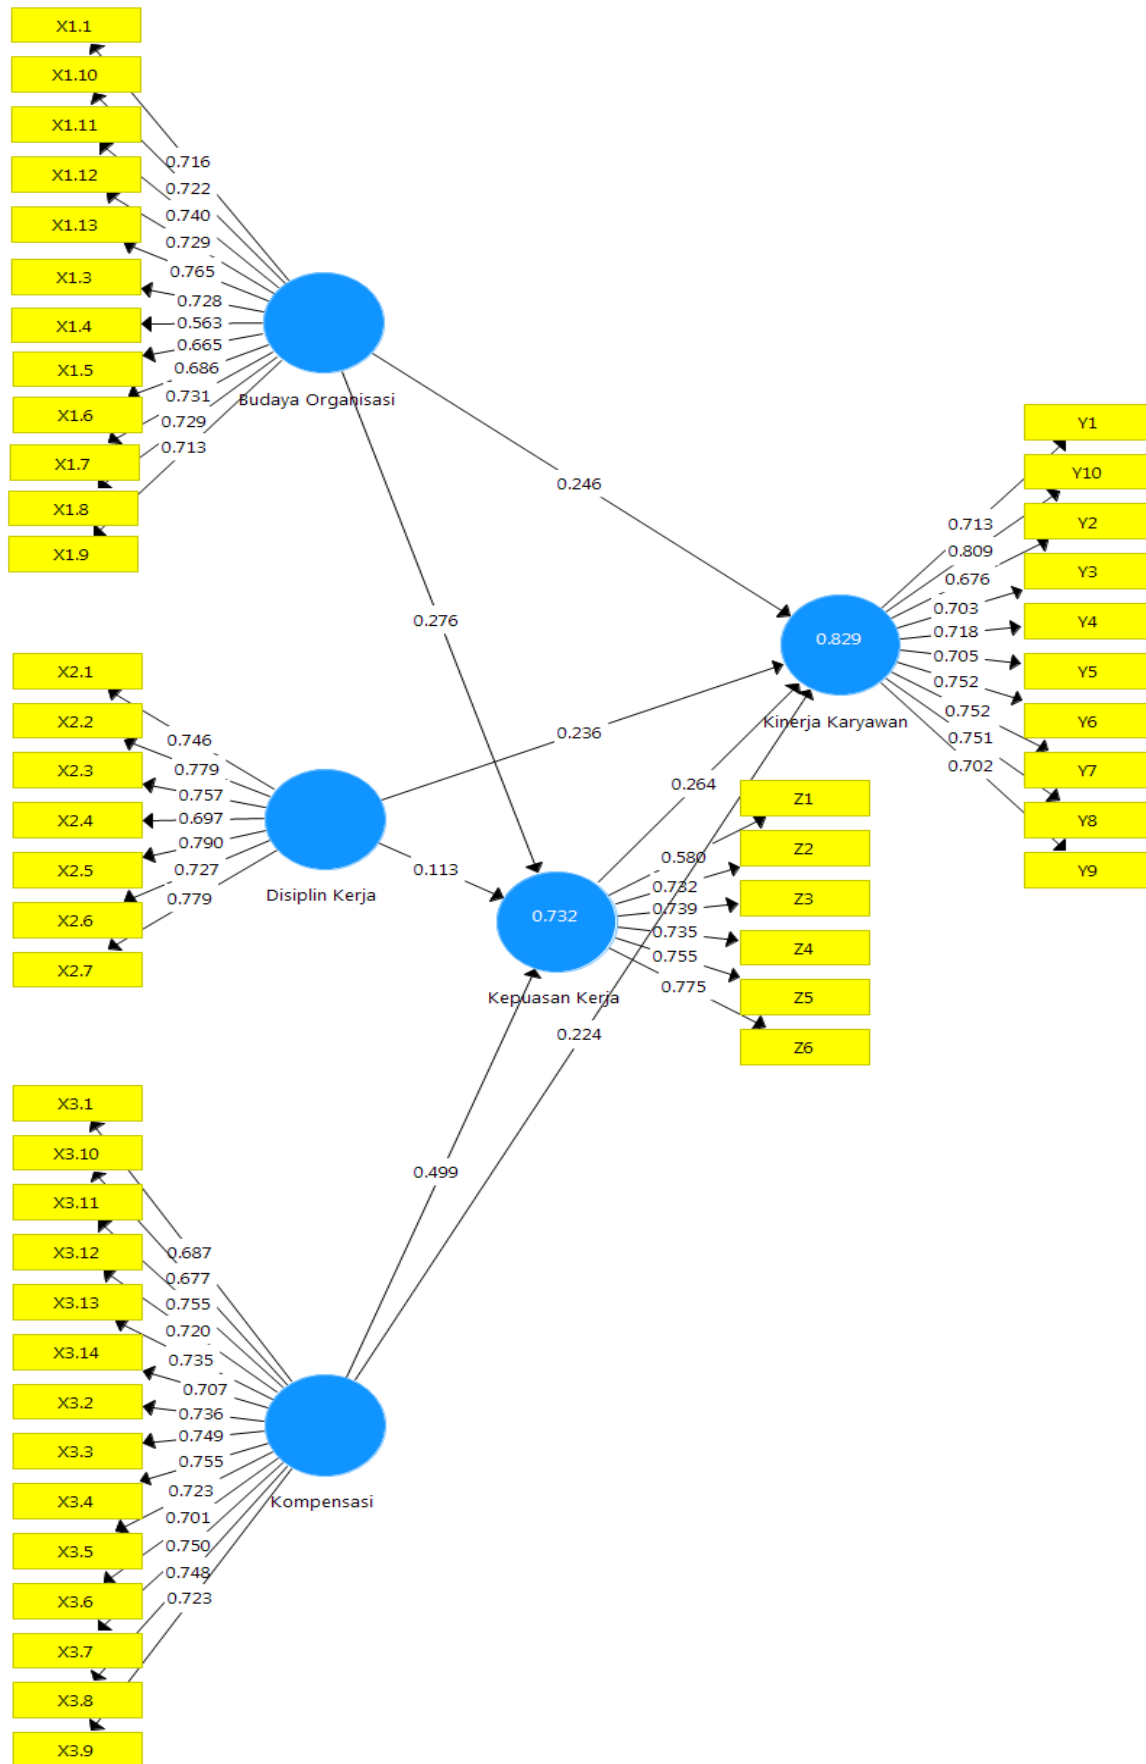 X1.1
X1.10
X1.11
X1.12
X1.13
X1.3
X1.4
X1.5
X1.6
X1.7
X1.8
X1.9
0.716
0.722
0.740
0.729
0.765
0.728
0.563
0.665
0.686
0.731
0.729
0.713
Budaya Organisasi
0.246
0.276
X2.1
X2.2
X2.3
X2.4
X2.5
X2.6
X2.7
0.746
0.779
0.757
0.697
0.790
0.727
0.779
Disiplin Kerja
0.236
0.113
X3.1
X3.10
X3.11
X3.12
X3.13
X3.14
X3.2
X3.3
X3.4
X3.5
X3.6
X3.7
X3.8
X3.9
0.687
0.677
0.755
0.720
0.735
0.707
0.736
0.749
0.755
0.723
0.701
0.750
0.748
0.723
Kompensasi
0.499
0.224
0.732
Kepuasan Kerja
0.264
0.580
0.732
0.739
0.735
0.755
0.775
Z1
Z2
Z3
Z4
Z5
Z6
0.829
Kinerja Karyawan
0.713
0.809
0.676
0.703
0.718
0.705
0.752
0.752
0.751
0.702
Y1
Y10
Y2
Y3
Y4
Y5
Y6
Y7
Y8
Y9